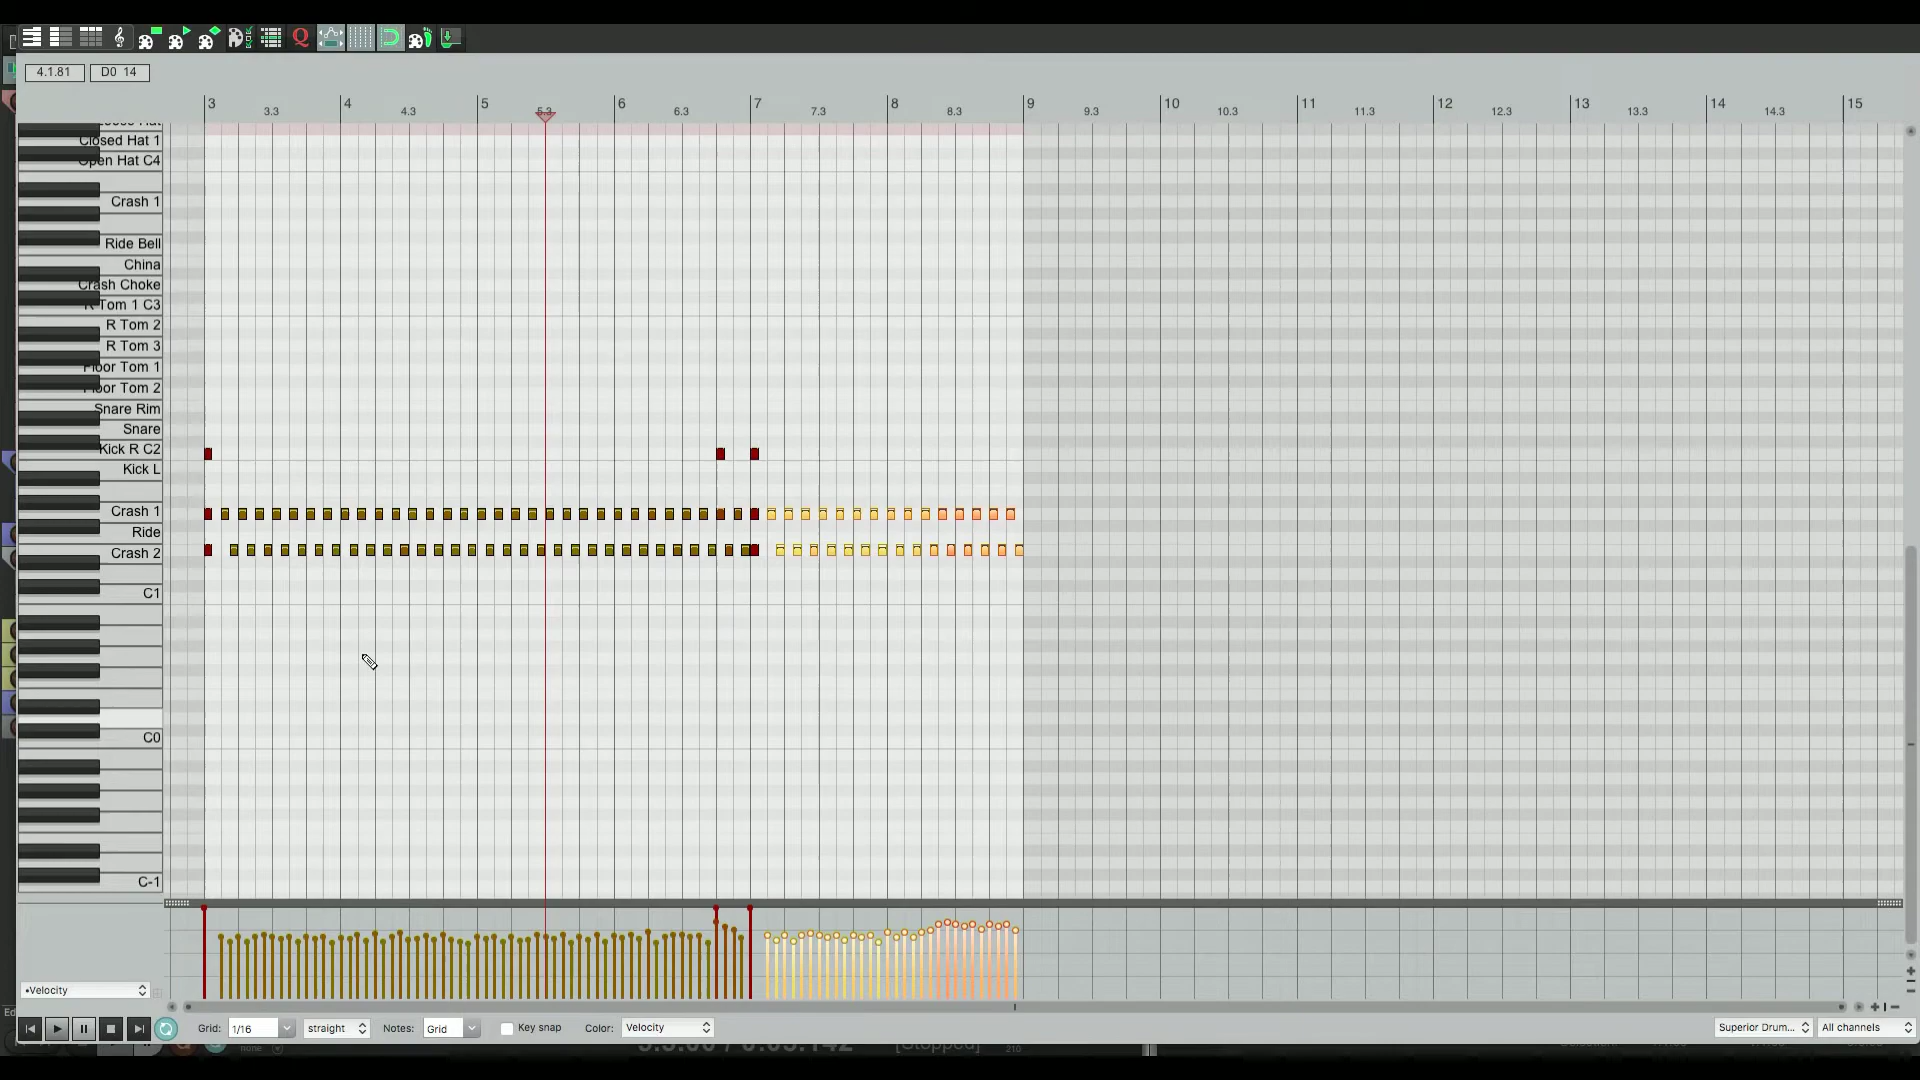 Q
4.1.81 D0 14
3 4 5 6 7 8 9 10 11 12 13 14 15
3.3 4.3 5.3 6.3 7.3 8.3 9.3 10.3 11.3 12.3 13.3 14.3
Closed Hat 1
Open Hat C4
Crash 1
Ride Bell
China
Crash Choke
R Tom 1 C3
R Tom 2
R Tom 3
Floor Tom 1
Floor Tom 2
Snare Rim
Snare
Kick R C2
Kick L
Crash 1
Ride
Crash 2
C1
C0
C-1
•Velocity
Grid: 1/16 straight Notes: Grid Key snap Color: Velocity Superior Drum... All channels
none [Stopped] 210